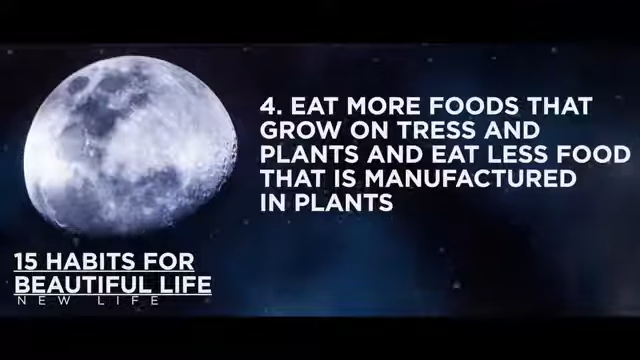 4. EAT MORE FOODS THAT
GROW ON TRESS AND
PLANTS AND EAT LESS FOOD
THAT IS MANUFACTURED
IN PLANTS
15 HABITS FOR
BEAUTIFUL LIFE
NEW LIFE